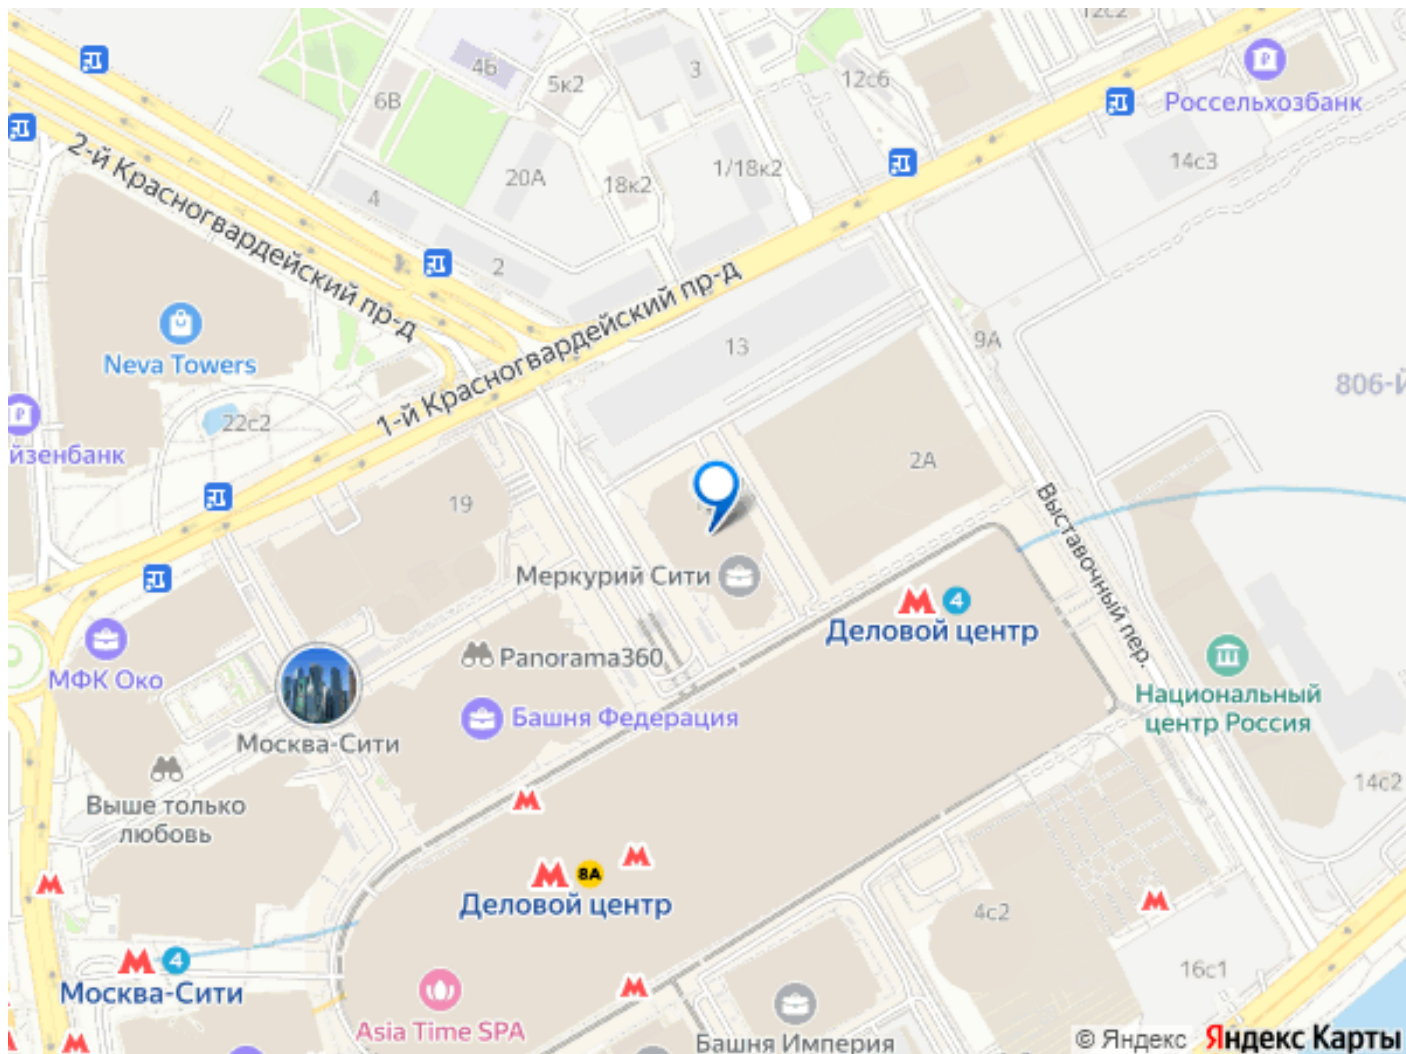 12с2
4Б
3
5к2
12с6
6В
Россельхозбанк
14с3
2-й Красногвардейский пр-д
20А
18к2
1/18к2
4
2
1-й Красногвардейский пр-д
Neva Towers
13
9А
806-Й
22с2
йзенбанк
2А
19
Выставочный пер.
Меркурий Сити
4
Деловой центр
Panorama360
МФК Око
Башня Федерация
Национальный
центр Россия
Москва-Сити
14с2
Выше только
любовь
8А
Деловой центр
4с2
4
Москва-Сити
16с1
Asia Time SPA
Башня Империя
© Яндекс Яндекс Карты